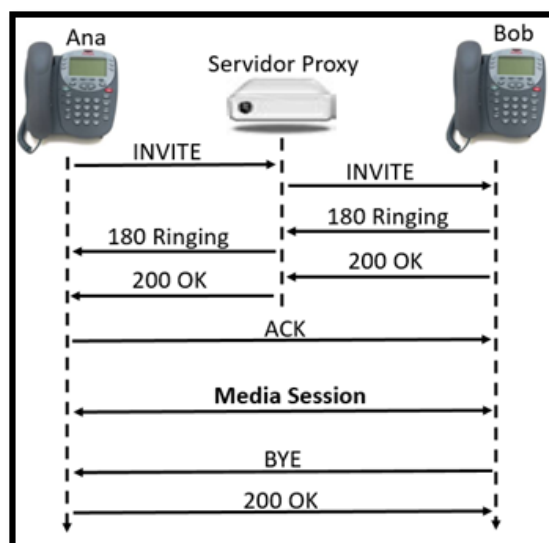 Ana
Bob
Servidor Proxy
INVITE
INVITE
180 Ringing
180 Ringing
200 OK
200 OK
ACK
Media Session
BYE
200 OK